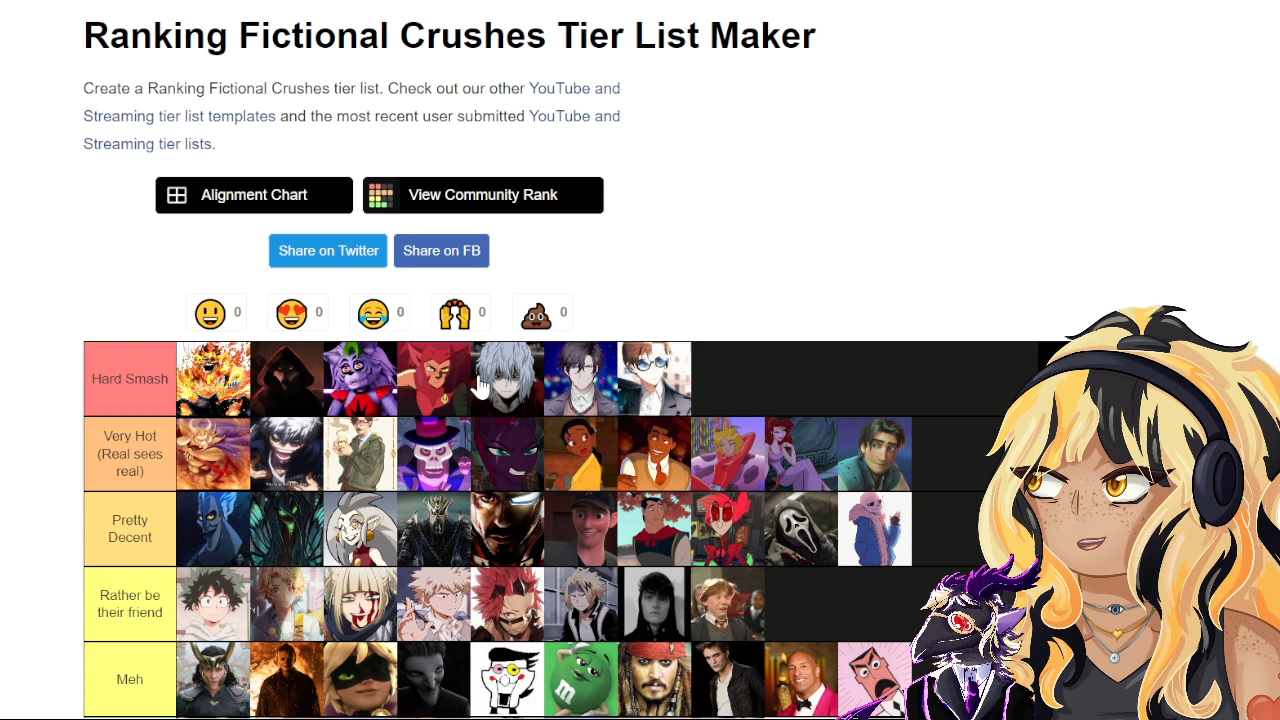 Ranking Fictional Crushes Tier List Maker
Create a Ranking Fictional Crushes tier list. Check out our other YouTube and
Streaming tier list templates and the most recent user submitted YouTube and
Streaming tier lists.
Alignment Chart
View Community Rank
Share on Twitter
Share on FB
0
0
0
0
0
Hard Smash
Very Hot
(Real sees
real)
Pretty
Decent
Rather be
their friend
Meh
m